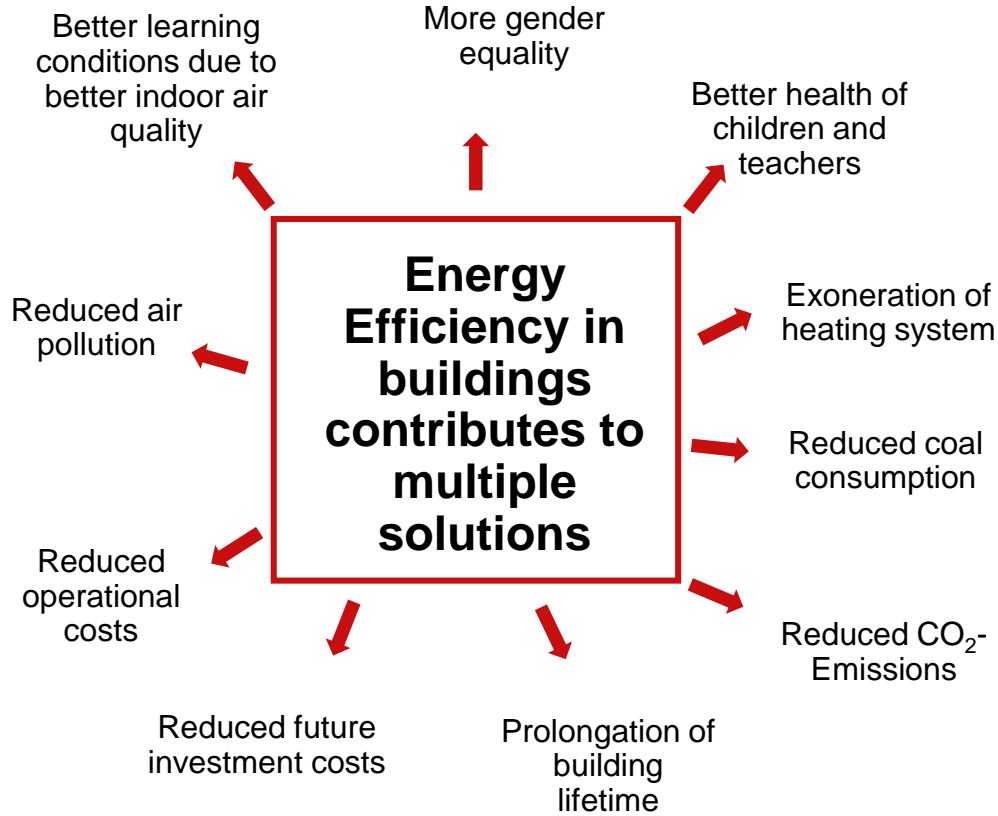 Better learning
conditions due to
better indoor air
quality
More gender
equality
Better health of
children and
teachers
Energy
Efficiency in
buildings
contributes to
multiple
solutions
Reduced air
pollution
Exoneration of
heating system
Reduced coal
consumption
Reduced
operational
costs
Reduced CO₂-
Emissions
Reduced future
investment costs
Prolongation of
building
lifetime